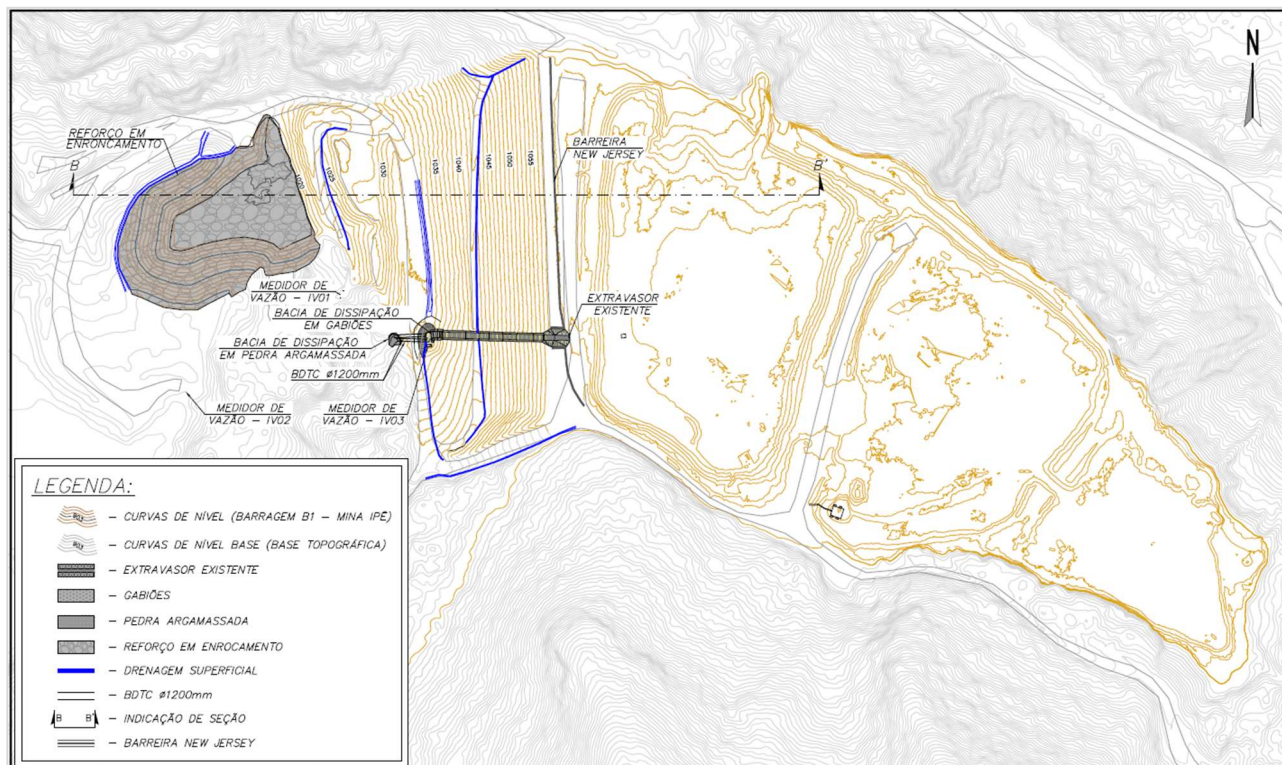 N
REFORÇO EM
ENRONCAMENTO
B
B'
BARREIRA
NEW JERSEY
1020
1025
1030
1035
1040
1045
1050
1055
MEDIDOR DE
VAZÃO - IV01
BACIA DE DISSIPAÇÃO
EM GABIÕES
BACIA DE DISSIPAÇÃO
EM PEDRA ARGAMASSADA
BDTC Ø1200mm
EXTRAVASOR
EXISTENTE
MEDIDOR DE
VAZÃO - IV02
MEDIDOR DE
VAZÃO - IV03
LEGENDA:
- CURVAS DE NÍVEL (BARRAGEM B1 - MINA IPÊ)
- CURVAS DE NÍVEL BASE (BASE TOPOGRÁFICA)
- EXTRAVASOR EXISTENTE
- GABIÕES
- PEDRA ARGAMASSADA
- REFORÇO EM ENROCAMENTO
- DRENAGEM SUPERFICIAL
- BDTC Ø1200mm
B B' - INDICAÇÃO DE SEÇÃO
- BARREIRA NEW JERSEY